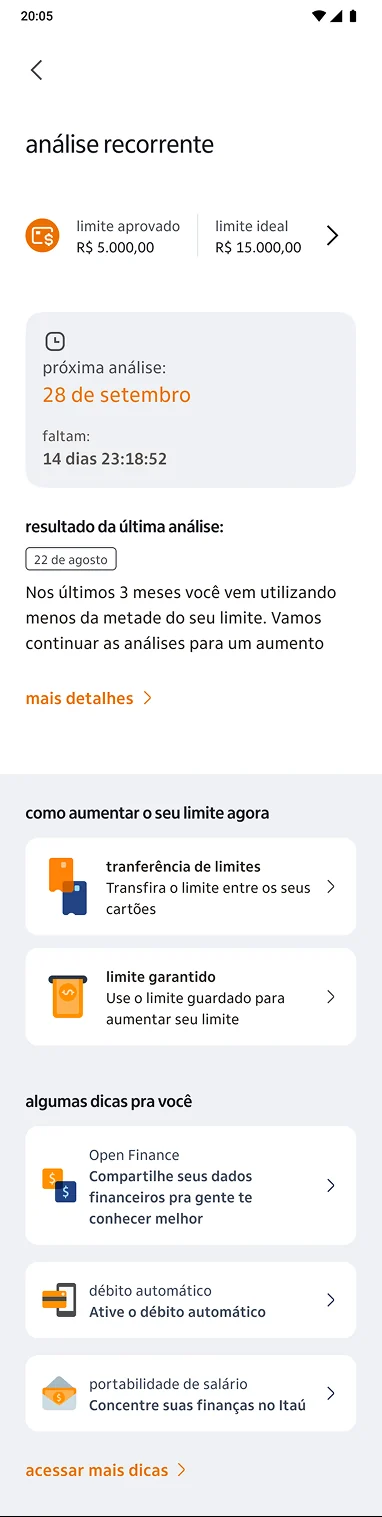 20:05
análise recorrente
limite aprovado
R$ 5.000,00
limite ideal
R$ 15.000,00
próxima análise:
28 de setembro
faltam:
14 dias 23:18:52
resultado da última análise:
22 de agosto
Nos últimos 3 meses você vem utilizando
menos da metade do seu limite. Vamos
continuar as análises para um aumento
mais detalhes
como aumentar o seu limite agora
tranferência de limites
Transfira o limite entre os seus
cartões
limite garantido
Use o limite guardado para
aumentar seu limite
algumas dicas pra você
Open Finance
Compartilhe seus dados
financeiros pra gente te
conhecer melhor
débito automático
Ative o débito automático
portabilidade de salário
Concentre suas finanças no Itaú
acessar mais dicas